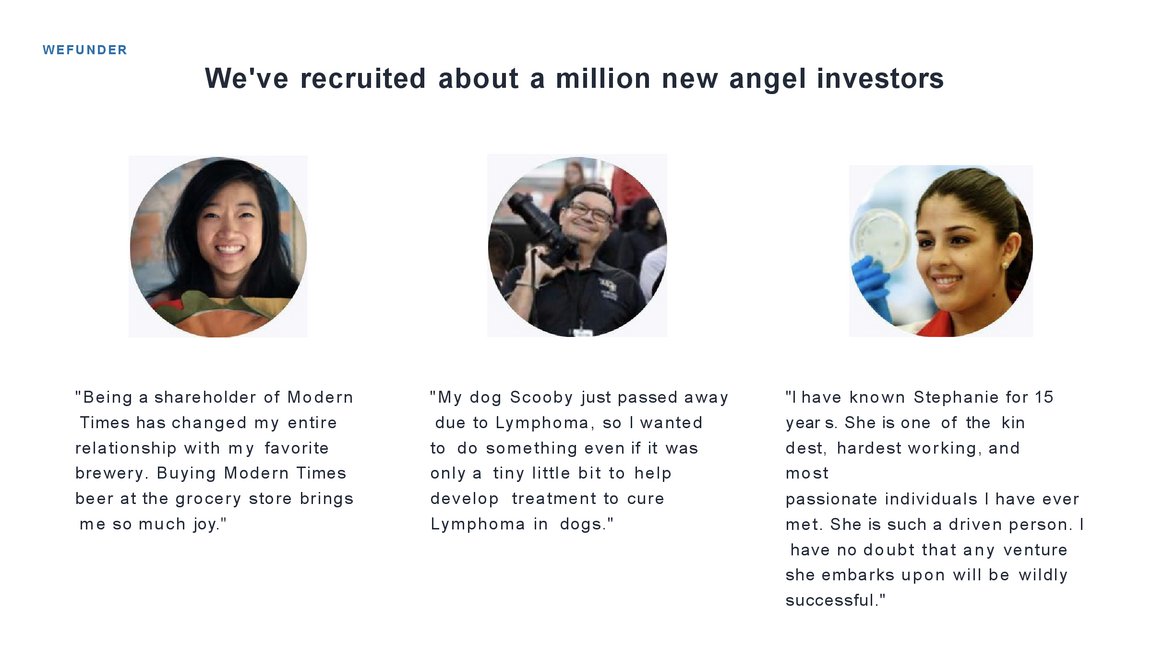 WEFUNDER
We've recruited about a million new angel investors
"Being a shareholder of Modern
Times has changed my entire
relationship with my favorite
brewery. Buying Modern Times
beer at the grocery store brings
me so much joy."
"My dog Scooby just passed away
due to Lymphoma, so I wanted
to do something even if it was
only a tiny little bit to help
develop treatment to cure
Lymphoma in dogs."
"I have known Stephanie for 15
year s. She is one of the kin
dest, hardest working, and
most
passionate individuals I have ever
met. She is such a driven person. I
have no doubt that any venture
she embarks upon will be wildly
successful."